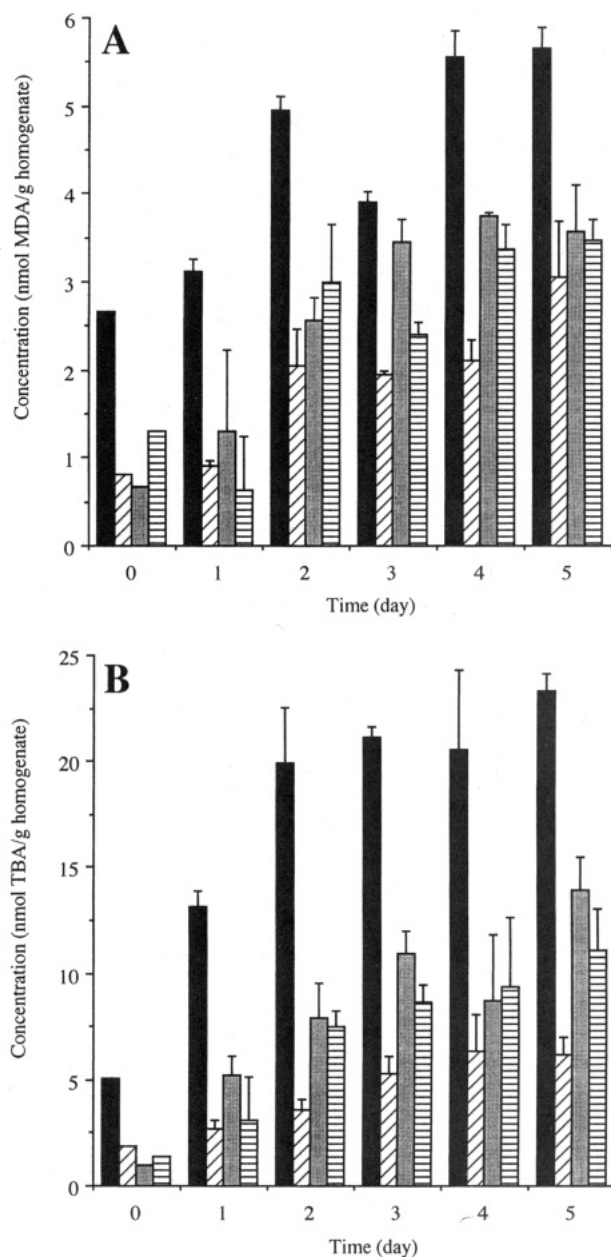 A
Concentration (nmol MDA/g homogenate)
6
5
4
3
2
1
0
0 1 2 3 4 5
Time (day)
B
Concentration (nmol TBA/g homogenate)
25
20
15
10
5
0
0 1 2 3 4 5
Time (day)